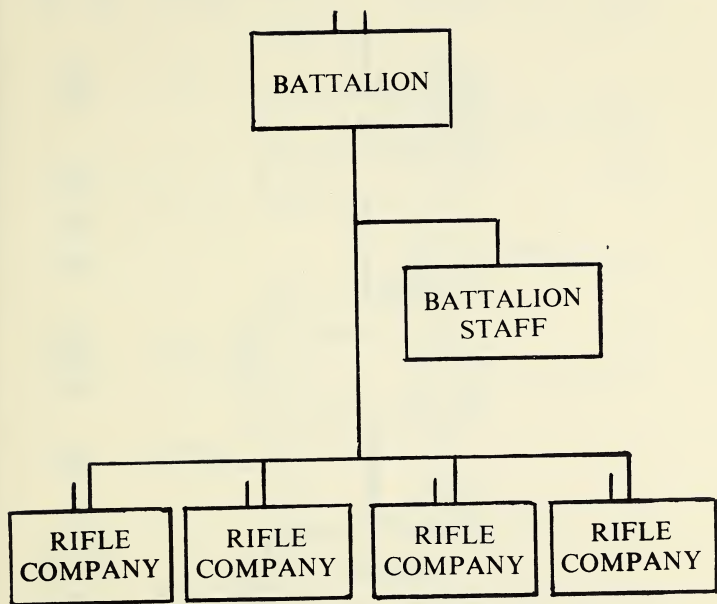 BATTALION
BATTALION
STAFF
RIFLE
COMPANY
RIFLE
COMPANY
RIFLE
COMPANY
RIFLE
COMPANY